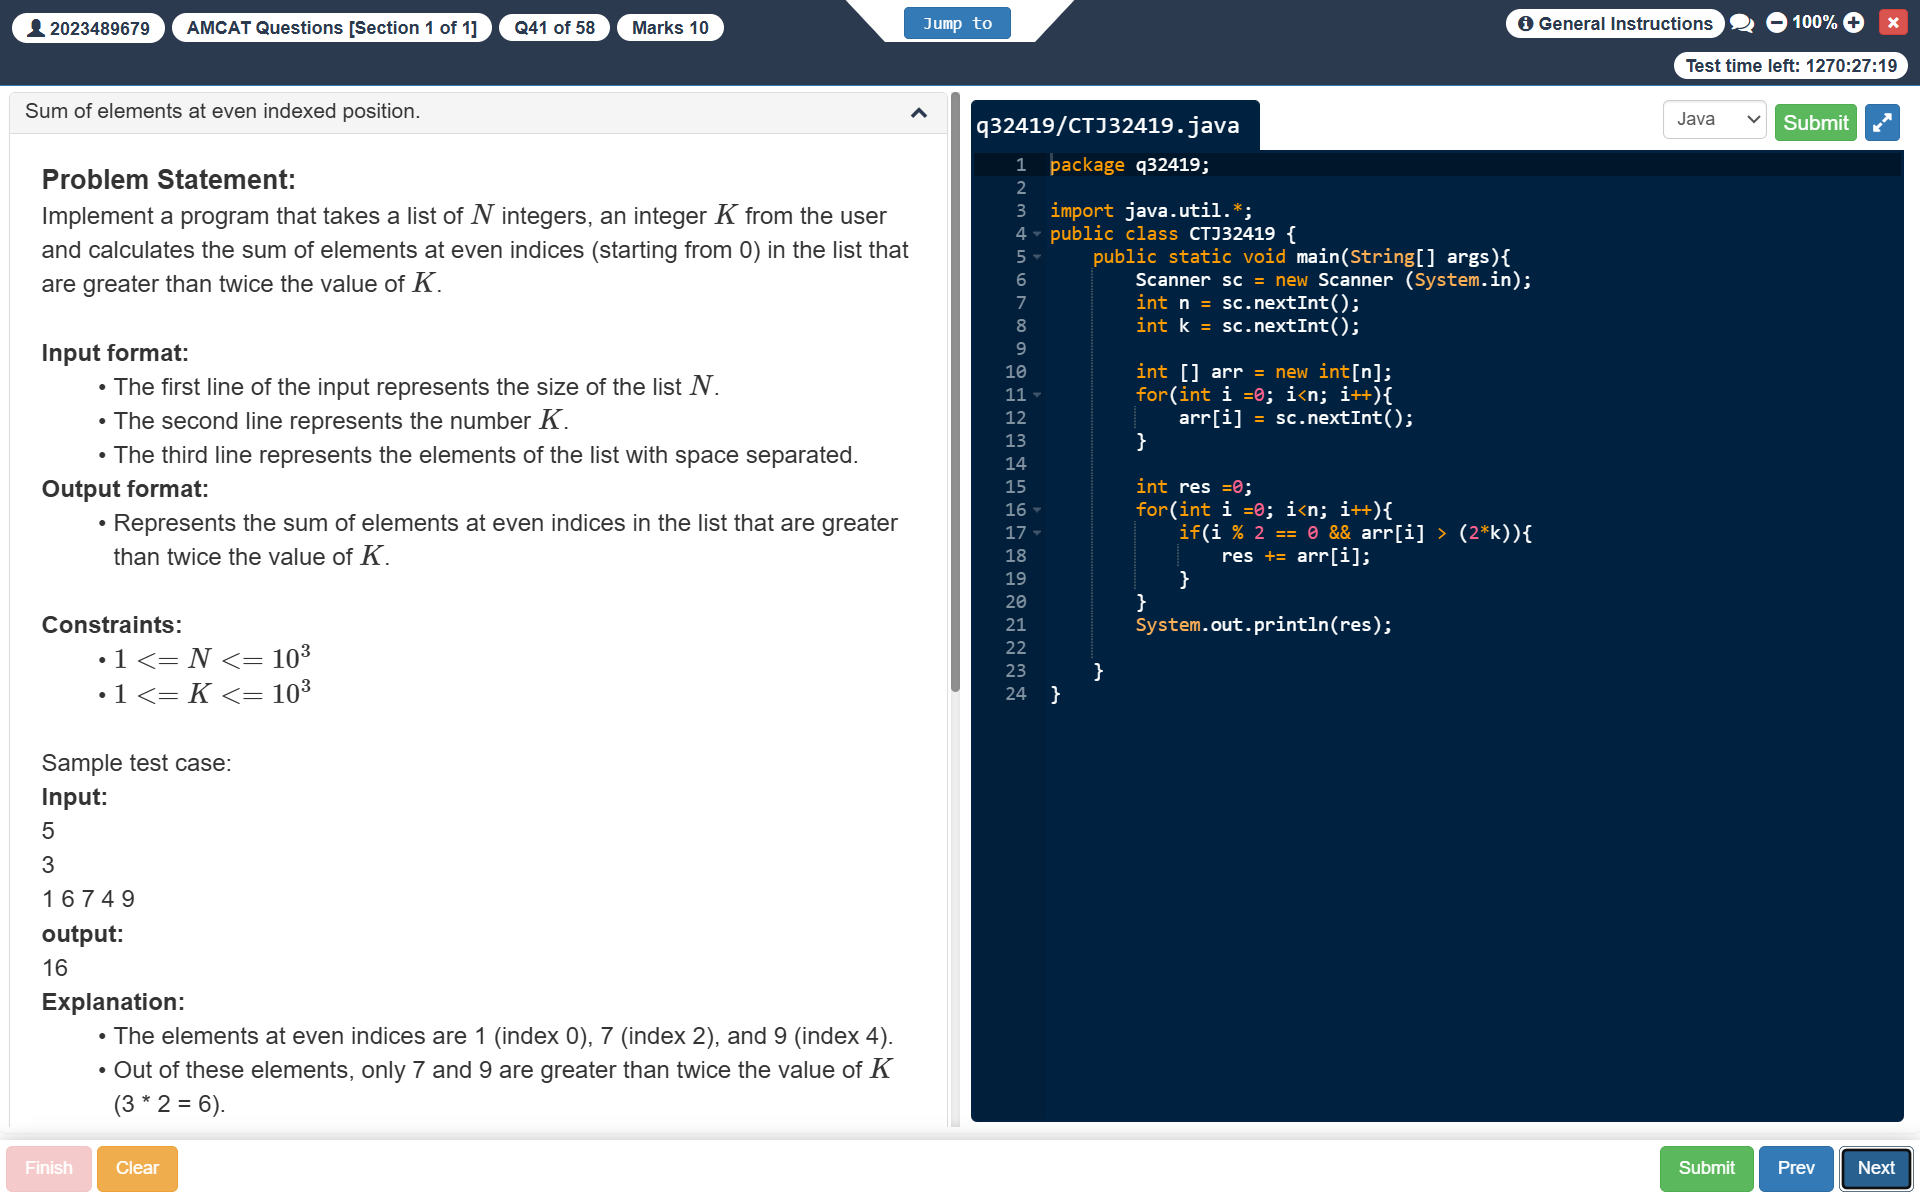 2023489679
AMCAT Questions [Section 1 of 1]
Q41 of 58
Marks 10
Jump to
General Instructions
100%
Test time left: 1270:27:19
Sum of elements at even indexed position.
Problem Statement:
Implement a program that takes a list of N integers, an integer K from the user
and calculates the sum of elements at even indices (starting from 0) in the list that
are greater than twice the value of K.
Input format:
• The first line of the input represents the size of the list N.
• The second line represents the number K.
• The third line represents the elements of the list with space separated.
Output format:
• Represents the sum of elements at even indices in the list that are greater
than twice the value of K.
Constraints:
• 1 <= N <= 10³
• 1 <= K <= 10³
Sample test case:
Input:
5
3
1 6 7 4 9
output:
16
Explanation:
• The elements at even indices are 1 (index 0), 7 (index 2), and 9 (index 4).
• Out of these elements, only 7 and 9 are greater than twice the value of K
(3 * 2 = 6).
q32419/CTJ32419.java
Java
Submit
1 package q32419;
2
3 import java.util.*;
4 public class CTJ32419 {
5     public static void main(String[] args){
6         Scanner sc = new Scanner (System.in);
7         int n = sc.nextInt();
8         int k = sc.nextInt();
9
10         int [] arr = new int[n];
11         for(int i =0; i<n; i++){
12             arr[i] = sc.nextInt();
13         }
14
15         int res =0;
16         for(int i =0; i<n; i++){
17             if(i % 2 == 0 && arr[i] > (2*k)){
18                 res += arr[i];
19             }
20         }
21         System.out.println(res);
22
23     }
24 }
Finish
Clear
Submit
Prev
Next